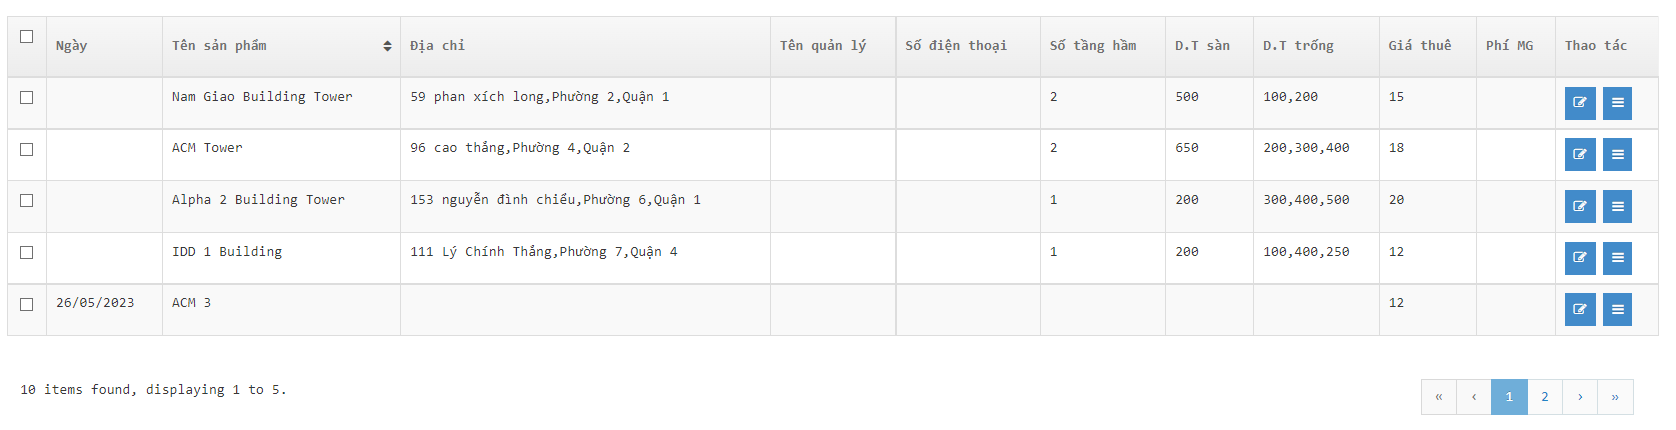 Ngày Tên sản phẩm Địa chỉ Tên quản lý Số điện thoại Số tầng hầm D.T sàn D.T trống Giá thuê Phí MG Thao tác
Nam Giao Building Tower 59 phan xích long,Phường 2,Quận 1 2 500 100,200 15
ACM Tower 96 cao thắng,Phường 4,Quận 2 2 650 200,300,400 18
Alpha 2 Building Tower 153 nguyễn đình chiểu,Phường 6,Quận 1 1 200 300,400,500 20
IDD 1 Building 111 Lý Chính Thắng,Phường 7,Quận 4 1 200 100,400,250 12
26/05/2023 ACM 3 12
10 items found, displaying 1 to 5.
« ‹ 1 2 › »